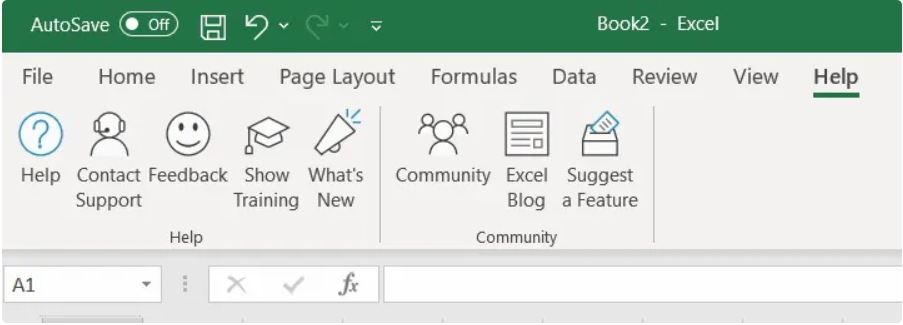 AutoSave Off Book2 - Excel
File Home Insert Page Layout Formulas Data Review View Help
Help Contact Support Feedback Show Training What's New
Help
Community Excel Blog Suggest a Feature
Community
A1 fx